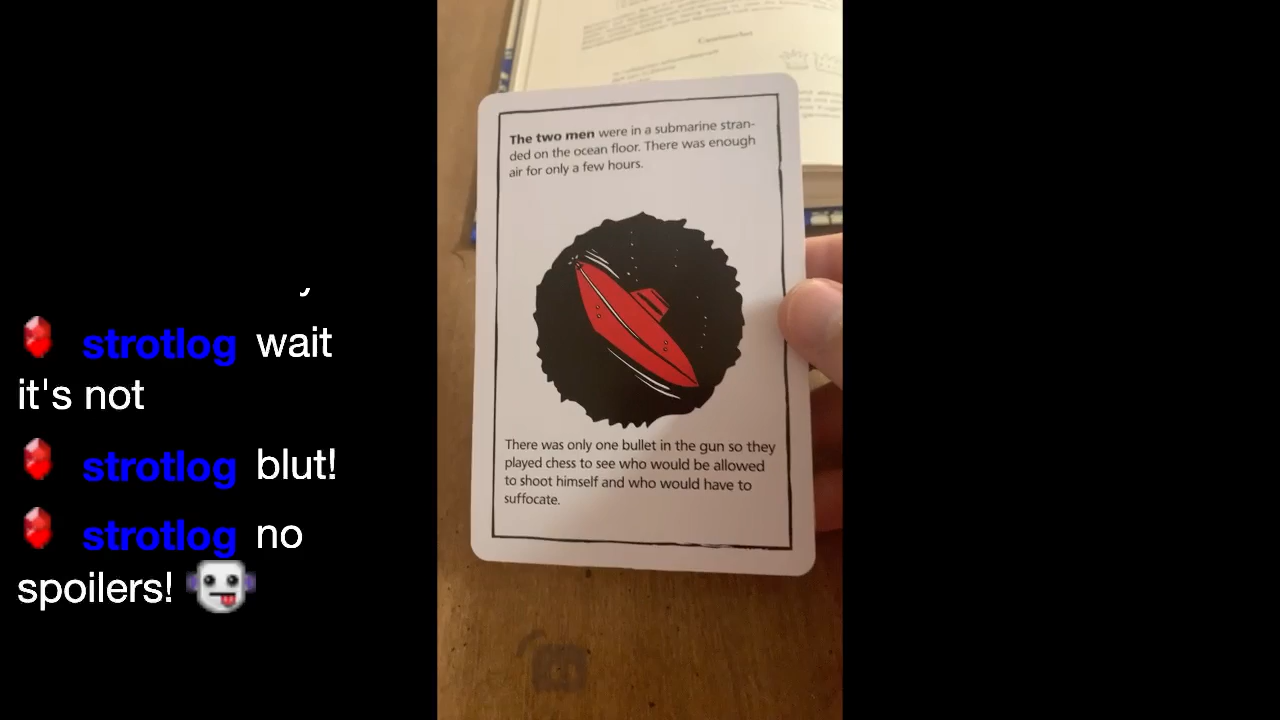 strotlog wait
it's not
strotlog blut!
strotlog no
spoilers!
The two men were in a submarine stran-
ded on the ocean floor. There was enough
air for only a few hours.
There was only one bullet in the gun so they
played chess to see who would be allowed
to shoot himself and who would have to
suffocate.